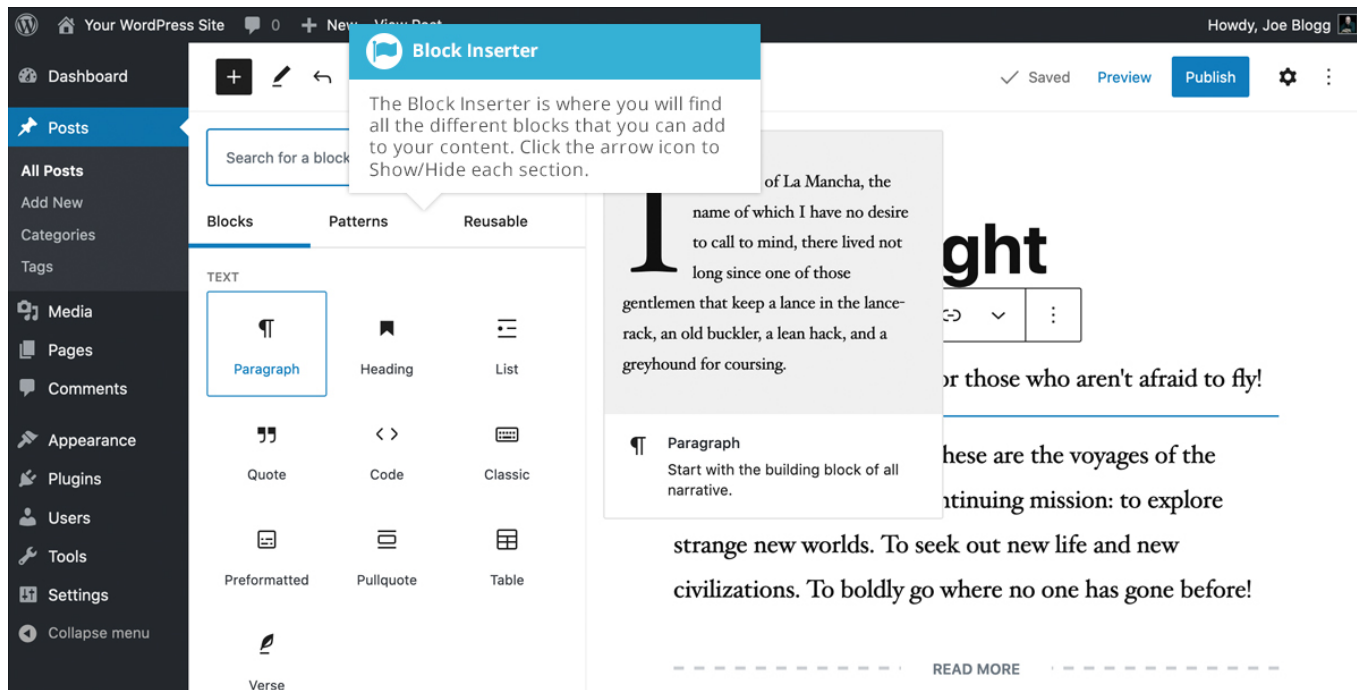 Your WordPress Site 0 New View Post Howdy, Joe Blogg
Dashboard
Posts
All Posts
Add New
Categories
Tags
Media
Pages
Comments
Appearance
Plugins
Users
Tools
Settings
Collapse menu
Saved Preview Publish
Block Inserter
The Block Inserter is where you will find
all the different blocks that you can add
to your content. Click the arrow icon to
Show/Hide each section.
Search for a block
Blocks Patterns Reusable
TEXT
Paragraph Heading List
Quote Code Classic
Preformatted Pullquote Table
Verse
of La Mancha, the
name of which I have no desire
to call to mind, there lived not
long since one of those
gentlemen that keep a lance in the lance-
rack, an old buckler, a lean hack, and a
greyhound for coursing.
Paragraph
Start with the building block of all
narrative.
ght
or those who aren't afraid to fly!
hese are the voyages of the
ntinuing mission: to explore
strange new worlds. To seek out new life and new
civilizations. To boldly go where no one has gone before!
READ MORE